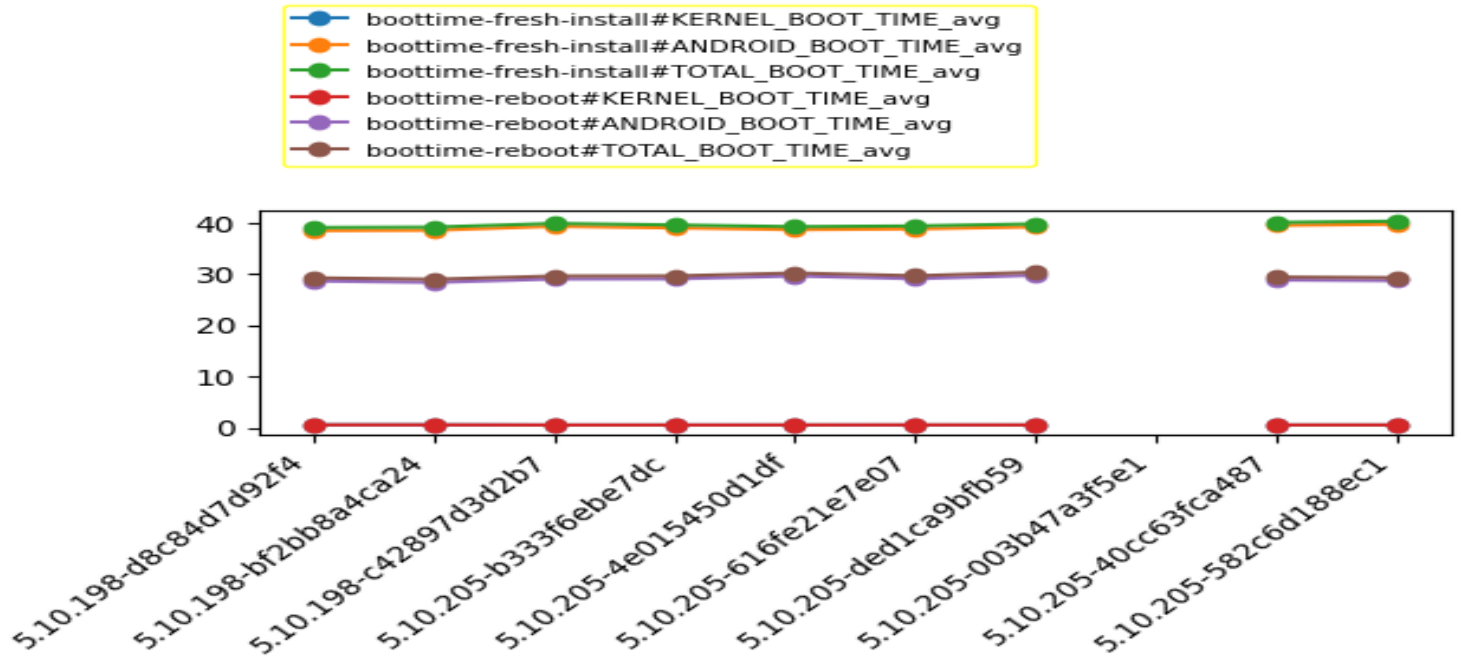 boottime-fresh-install#KERNEL_BOOT_TIME_avg
boottime-fresh-install#ANDROID_BOOT_TIME_avg
boottime-fresh-install#TOTAL_BOOT_TIME_avg
boottime-reboot#KERNEL_BOOT_TIME_avg
boottime-reboot#ANDROID_BOOT_TIME_avg
boottime-reboot#TOTAL_BOOT_TIME_avg
40
30
20
10
0
5.10.198-d8c84d7d92f4
5.10.198-bf2bb8a4ca24
5.10.198-c42897d3d2b7
5.10.205-b333f6ebe7dc
5.10.205-4e015450d1df
5.10.205-616fe21e7e07
5.10.205-ded1ca9bfb59
5.10.205-003b47a3f5e1
5.10.205-40cc63fca487
5.10.205-582c6d188ec1